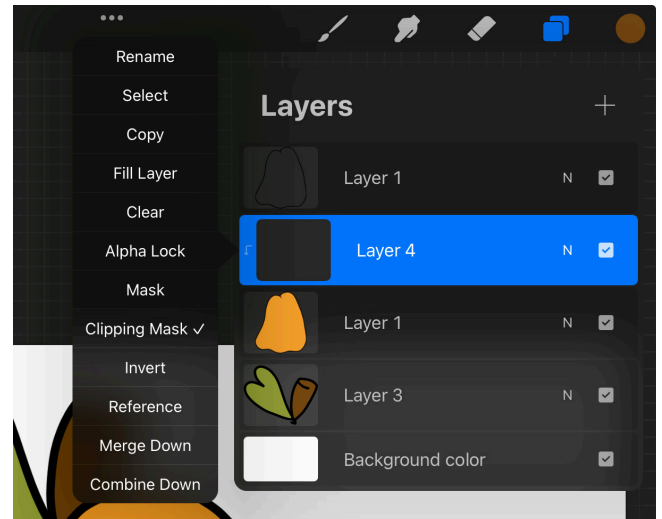 Rename
Select
Copy
Fill Layer
Clear
Alpha Lock
Mask
Clipping Mask ✓
Invert
Reference
Merge Down
Combine Down
Layers
Layer 1 N
Layer 4 N
Layer 1 N
Layer 3 N
Background color